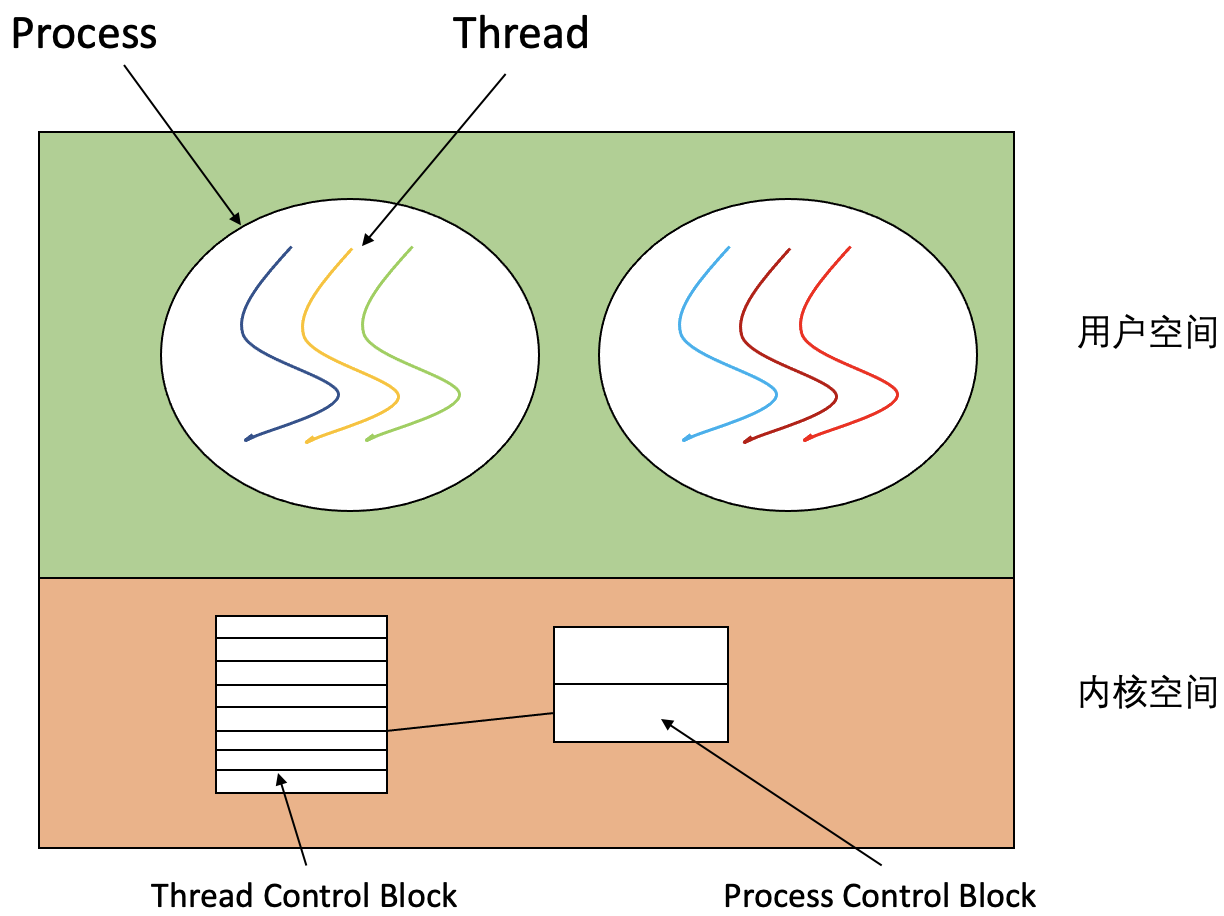 Process
Thread
用户空间
内核空间
Thread Control Block
Process Control Block